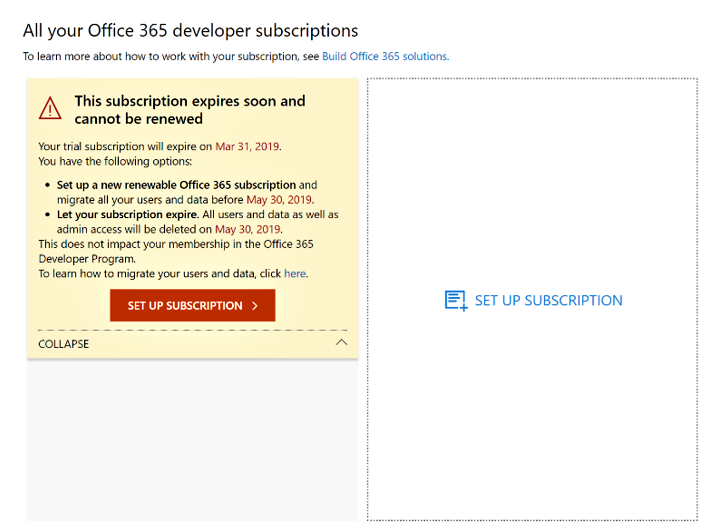 All your Office 365 developer subscriptions
To learn more about how to work with your subscription, see Build Office 365 solutions.
This subscription expires soon and
cannot be renewed
Your trial subscription will expire on Mar 31, 2019.
You have the following options:
• Set up a new renewable Office 365 subscription and
migrate all your users and data before May 30, 2019.
• Let your subscription expire. All users and data as well as
admin access will be deleted on May 30, 2019.
This does not impact your membership in the Office 365
Developer Program.
To learn how to migrate your users and data, click here.
SET UP SUBSCRIPTION >
COLLAPSE
SET UP SUBSCRIPTION